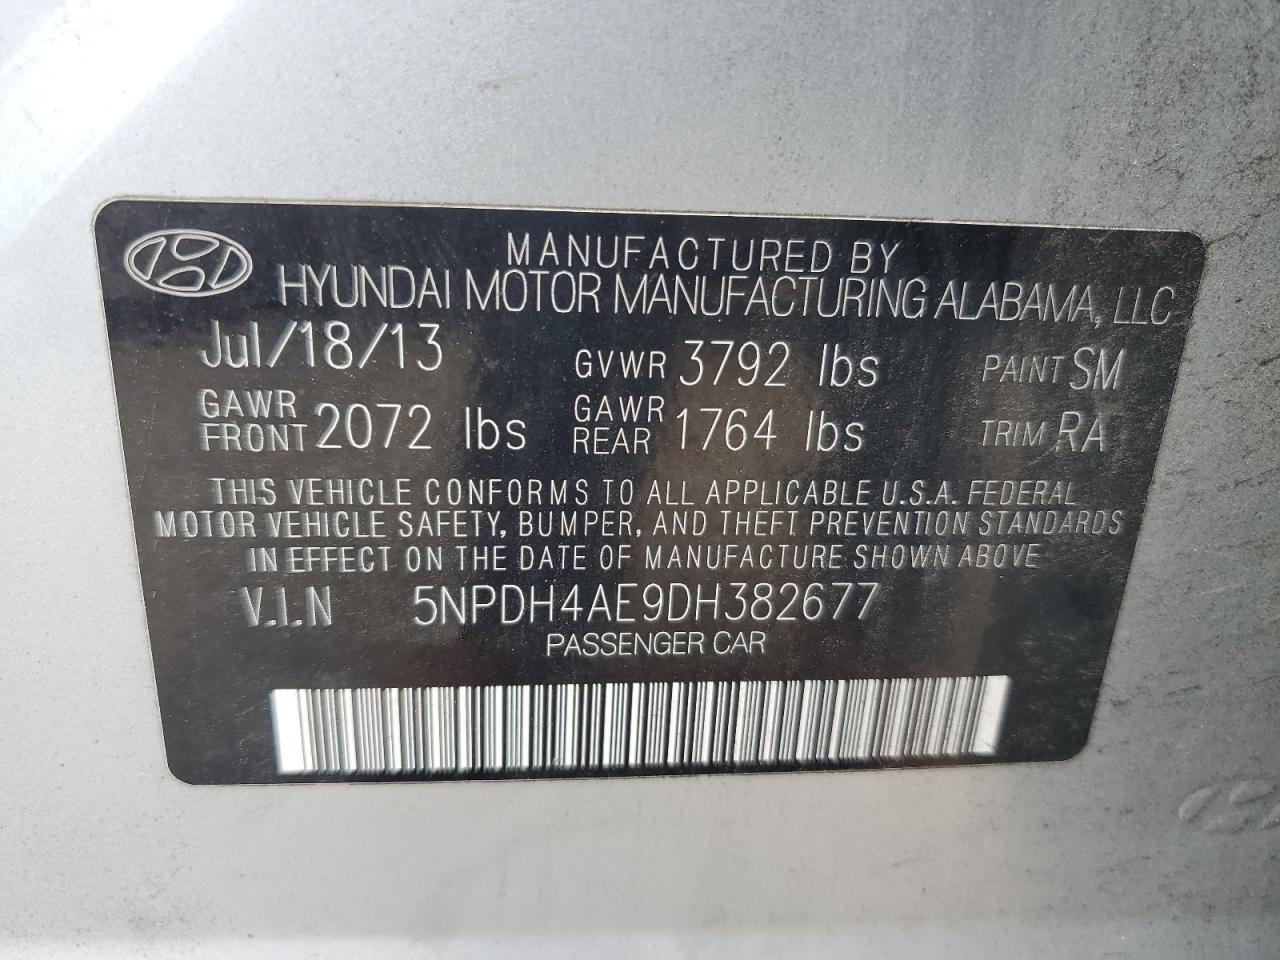 MANUFACTURED BY
HYUNDAI MOTOR MANUFACTURING ALABAMA, LLC
Jul/18/13 GVWR 3792 lbs PAINT SM
GAWR FRONT 2072 lbs GAWR REAR 1764 lbs TRIM RA
THIS VEHICLE CONFORMS TO ALL APPLICABLE U.S.A. FEDERAL
MOTOR VEHICLE SAFETY, BUMPER, AND THEFT PREVENTION STANDARDS
IN EFFECT ON THE DATE OF MANUFACTURE SHOWN ABOVE
V.I.N 5NPDH4AE9DH382677
PASSENGER CAR